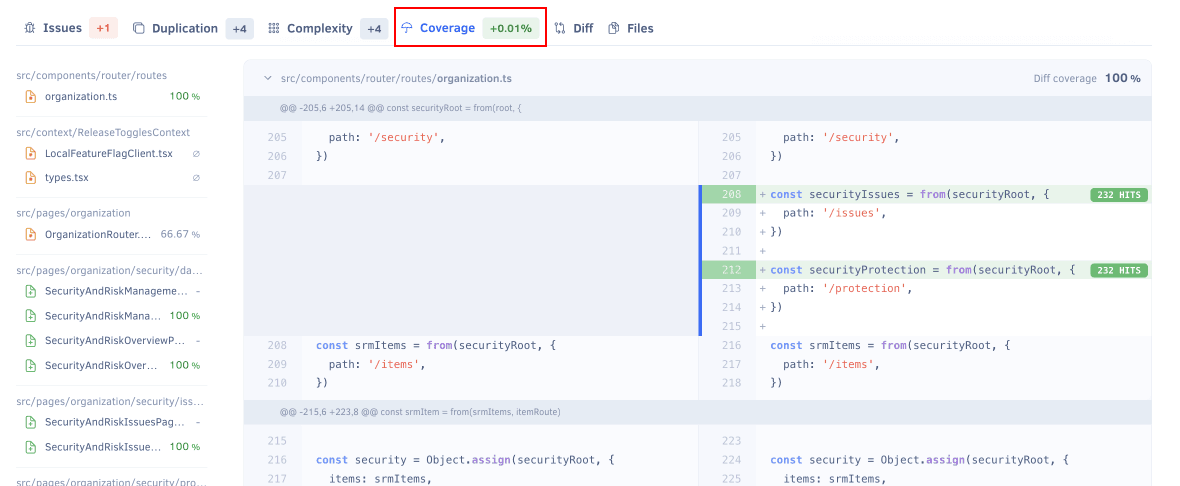 Issues +1 Duplication +4 Complexity +4 Coverage +0.01% Diff Files
src/components/router/routes
organization.ts 100 %
src/context/ReleaseTogglesContext
LocalFeatureFlagClient.tsx ∅
types.tsx ∅
src/pages/organization
OrganizationRouter.... 66.67 %
src/pages/organization/security/da...
SecurityAndRiskManageme... -
SecurityAndRiskMana... 100 %
SecurityAndRiskOverviewP... -
SecurityAndRiskOver... 100 %
src/pages/organization/security/iss...
SecurityAndRiskIssuesPag... -
SecurityAndRiskIssue... 100 %
src/pages/organization/security/pro...
src/components/router/routes/organization.ts Diff coverage 100 %
@@ -205,6 +205,14 @@ const securityRoot = from(root, {
205 path: '/security',
206 })
207
208 const srmItems = from(securityRoot, {
209 path: '/items',
210 })
205 path: '/security',
206 })
207
208 + const securityIssues = from(securityRoot, { 232 HITS
209 + path: '/issues',
210 + })
211 +
212 + const securityProtection = from(securityRoot, { 232 HITS
213 + path: '/protection',
214 + })
215 +
216 const srmItems = from(securityRoot, {
217 path: '/items',
218 })
@@ -215,6 +223,8 @@ const srmItem = from(srmItems, itemRoute)
215
216 const security = Object.assign(securityRoot, {
217 items: srmItems,
223
224 const security = Object.assign(securityRoot, {
225 items: srmItems,